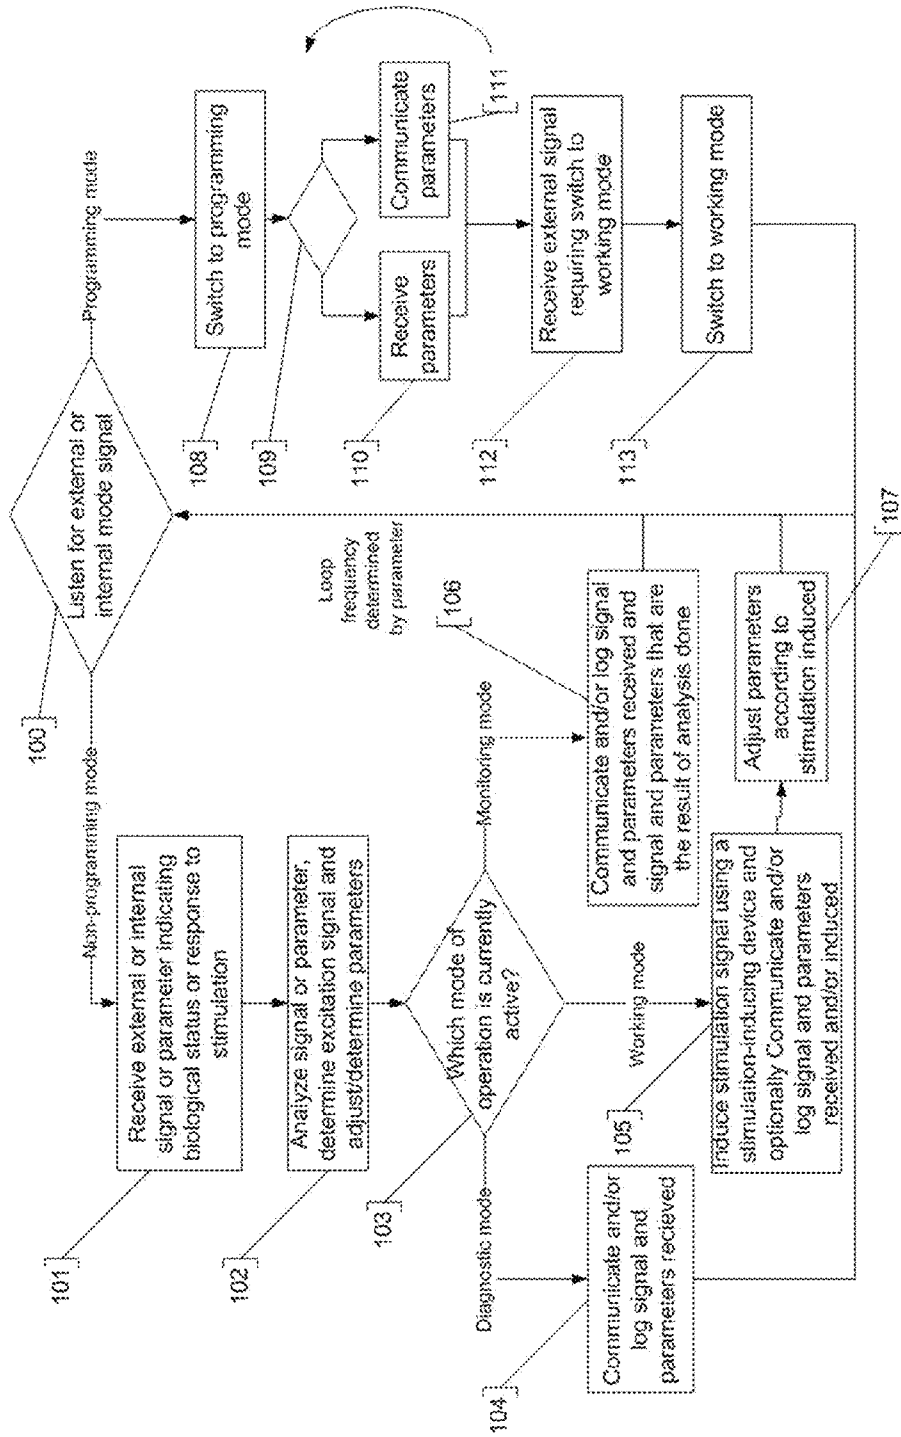 Listen for external or
internal mode signal
100
Non-programming mode
Programming mode
Receive external or internal
signal or parameter indicating
biological status or response to
stimulation
101
Analyze signal or parameter,
determine excitation signal and
adjust/determine parameters
102
Which mode of
operation is currently
active?
103
Diagnostic mode
Working mode
Monitoring mode
Communicate and/or
log signal and
parameters recieved
104
Induce stimulation signal using a
stimulation-inducing device and
optionally Communicate and/or
log signal and parameters
received and/or induced
105
Communicate and/or log signal
and parameters received and
signal and parameters that are
the result of analysis done
106
Adjust parameters
according to
stimulation induced
107
Loop
frequency
determined
by parameter
Switch to programming
mode
108
109
Receive
parameters
110
Communicate
parameters
111
Receive external signal
requiring switch to
working mode
112
Switch to working mode
113